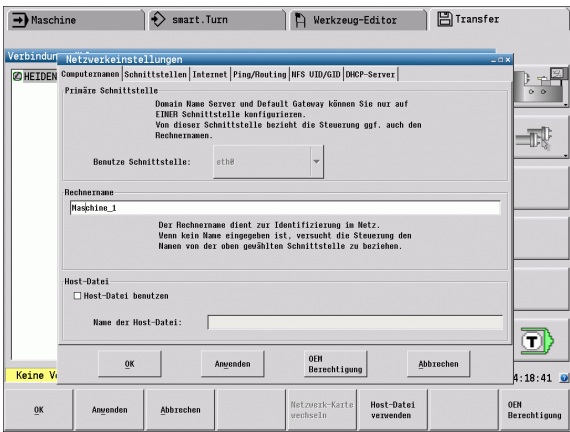 Maschine
smart.Turn
Werkzeug-Editor
Transfer
Netzwerkeinstellungen
HEIDEN
Computernamen Schnittstellen Internet Ping/Routing NFS UID/GID DHCP-Server
Primäre Schnittstelle
Domain Name Server und Default Gateway können Sie nur auf
EINER Schnittstelle konfigurieren.
Von dieser Schnittstelle bezieht die Steuerung ggf. auch den
Rechnernamen.
Benutze Schnittstelle:
eth0
Rechnername
Maschine_1
Der Rechnername dient zur Identifizierung im Netz.
Wenn kein Name eingegeben ist, versucht die Steuerung den
Namen von der oben gewählten Schnittstelle zu beziehen.
Host-Datei
Host-Datei benutzen
Name der Host-Datei:
OK
Anwenden
OEM
Berechtigung
Abbrechen
T
Keine
4:18:41
OK
Anwenden
Abbrechen
Netzwerk-Karte
wechseln
Host-Datei
verwenden
OEM
Berechtigung